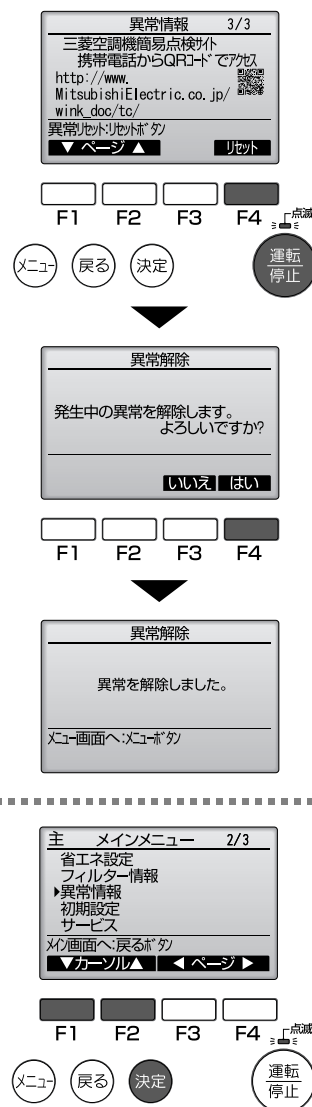 異常情報 3/3
三菱空調機簡易点検サイト
携帯電話からQRコードでアクセス
http://www.
MitsubishiElectric.co.jp/
wink_doc/tc/
異常リセット:リセットボタン
▼ ページ ▲ リセット
F1 F2 F3 F4
点滅
メニュー 戻る 決定 運転
停止
異常解除
発生中の異常を解除します。
よろしいですか?
いいえ はい
F1 F2 F3 F4
異常解除
異常を解除しました。
メニュー画面へ:メニューボタン
主 メインメニュー 2/3
省エネ設定
フィルター情報
▶異常情報
初期設定
サービス
メイン画面へ:戻るボタン
▼カーソル▲ ◀ ページ ▶
F1 F2 F3 F4
点滅
メニュー 戻る 決定 運転
停止